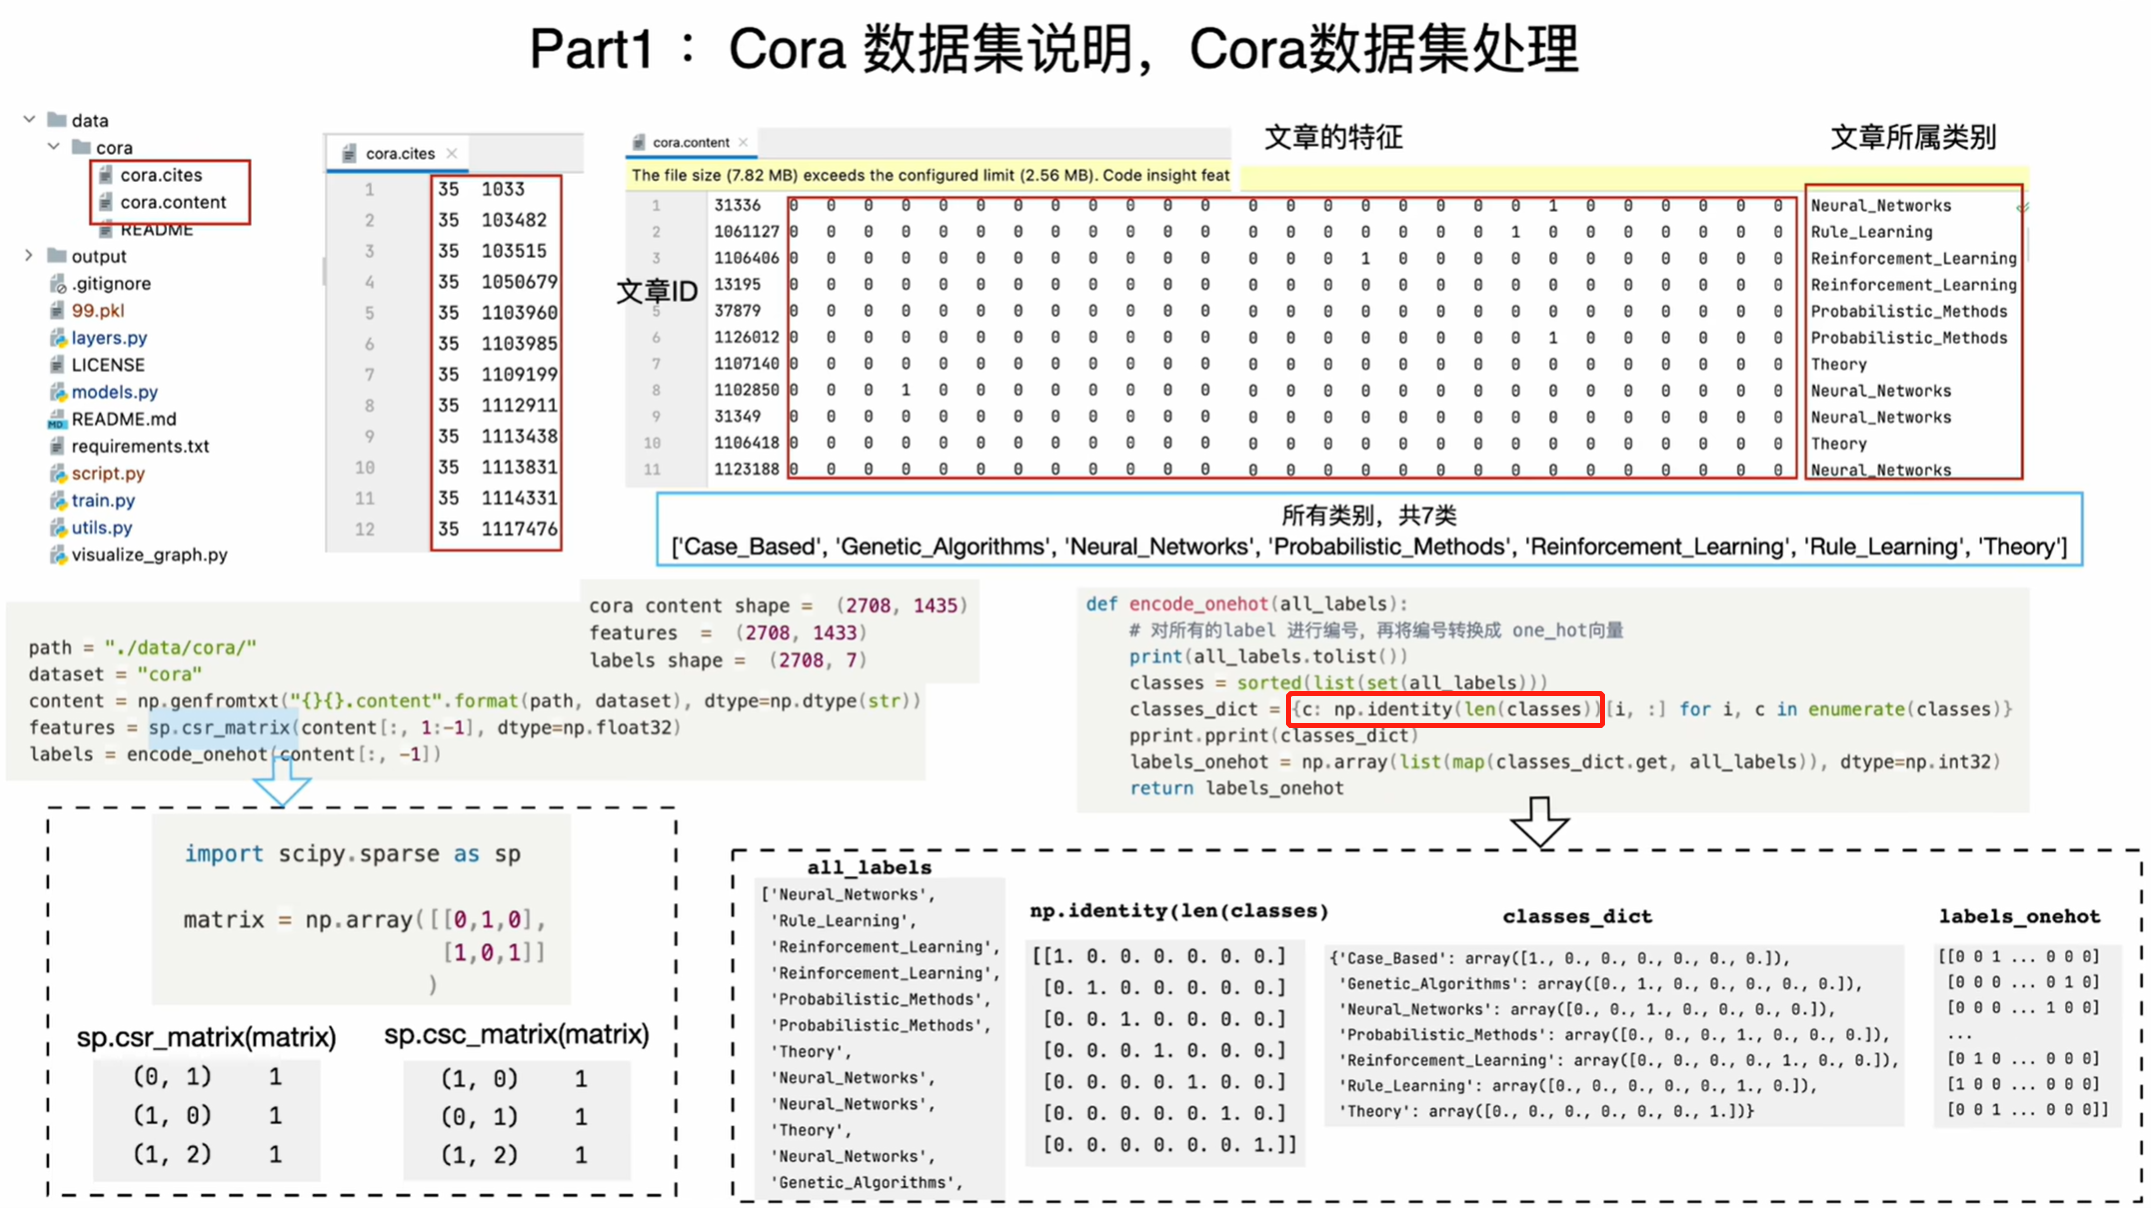 Part1： Cora 数据集说明，Cora数据集处理
data
cora
cora.cites
cora.content
README
output
.gitignore
99.pkl
layers.py
LICENSE
models.py
README.md
requirements.txt
script.py
train.py
utils.py
visualize_graph.py
cora.cites
1 35 1033
2 35 103482
3 35 103515
4 35 1050679
5 35 1103960
6 35 1103985
7 35 1109199
8 35 1112911
9 35 1113438
10 35 1113831
11 35 1114331
12 35 1117476
cora.content
文章的特征
文章所属类别
The file size (7.82 MB) exceeds the configured limit (2.56 MB). Code insight feat
文章ID
1 31336 0 0 0 0 0 0 0 0 0 0 0 0 0 0 0 0 0 0 0 0 1 0 0 0 0 0 0 Neural_Networks
2 1061127 0 0 0 0 0 0 0 0 0 0 0 0 0 0 0 0 0 0 0 1 0 0 0 0 0 0 0 Rule_Learning
3 1106406 0 0 0 0 0 0 0 0 0 0 0 0 0 0 0 1 0 0 0 0 0 0 0 0 0 0 0 Reinforcement_Learning
13195 0 0 0 0 0 0 0 0 0 0 0 0 0 0 0 0 0 0 0 0 0 0 0 0 0 0 0 Reinforcement_Learning
5 37879 0 0 0 0 0 0 0 0 0 0 0 0 0 0 0 0 0 0 0 0 0 0 0 0 0 0 0 Probabilistic_Methods
6 1126012 0 0 0 0 0 0 0 0 0 0 0 0 0 0 0 0 0 0 0 0 1 0 0 0 0 0 0 Probabilistic_Methods
7 1107140 0 0 0 0 0 0 0 0 0 0 0 0 0 0 0 0 0 0 0 0 0 0 0 0 0 0 0 Theory
8 1102850 0 0 0 1 0 0 0 0 0 0 0 0 0 0 0 0 0 0 0 0 0 0 0 0 0 0 0 Neural_Networks
9 31349 0 0 0 0 0 0 0 0 0 0 0 0 0 0 0 0 0 0 0 0 0 0 0 0 0 0 0 Neural_Networks
10 1106418 0 0 0 0 0 0 0 0 0 0 0 0 0 0 0 0 0 0 0 0 0 0 0 0 0 0 0 Theory
11 1123188 0 0 0 0 0 0 0 0 0 0 0 0 0 0 0 0 0 0 0 0 0 0 0 0 0 0 0 Neural_Networks
所有类别，共7类
['Case_Based', 'Genetic_Algorithms', 'Neural_Networks', 'Probabilistic_Methods', 'Reinforcement_Learning', 'Rule_Learning', 'Theory']
cora content shape = (2708, 1435)
features = (2708, 1433)
labels shape = (2708, 7)
path = "./data/cora/"
dataset = "cora"
content = np.genfromtxt("{}{}.content".format(path, dataset), dtype=np.dtype(str))
features = sp.csr_matrix(content[:, 1:-1], dtype=np.float32)
labels = encode_onehot(content[:, -1])
def encode_onehot(all_labels):
# 对所有的label 进行编号，再将编号转换成 one_hot向量
print(all_labels.tolist())
classes = sorted(list(set(all_labels)))
classes_dict = {c: np.identity(len(classes))[i, :] for i, c in enumerate(classes)}
pprint.pprint(classes_dict)
labels_onehot = np.array(list(map(classes_dict.get, all_labels)), dtype=np.int32)
return labels_onehot
import scipy.sparse as sp
matrix = np.array([[0,1,0],
[1,0,1]]
)
sp.csr_matrix(matrix)
(0, 1) 1
(1, 0) 1
(1, 2) 1
sp.csc_matrix(matrix)
(1, 0) 1
(0, 1) 1
(1, 2) 1
all_labels
['Neural_Networks',
'Rule_Learning',
'Reinforcement_Learning',
'Reinforcement_Learning',
'Probabilistic_Methods',
'Probabilistic_Methods',
'Theory',
'Neural_Networks',
'Neural_Networks',
'Theory',
'Neural_Networks',
'Genetic_Algorithms',
np.identity(len(classes)
[[1. 0. 0. 0. 0. 0. 0.]
[0. 1. 0. 0. 0. 0. 0.]
[0. 0. 1. 0. 0. 0. 0.]
[0. 0. 0. 1. 0. 0. 0.]
[0. 0. 0. 0. 1. 0. 0.]
[0. 0. 0. 0. 0. 1. 0.]
[0. 0. 0. 0. 0. 0. 1.]]
classes_dict
{'Case_Based': array([1., 0., 0., 0., 0., 0., 0.]),
'Genetic_Algorithms': array([0., 1., 0., 0., 0., 0., 0.]),
'Neural_Networks': array([0., 0., 1., 0., 0., 0., 0.]),
'Probabilistic_Methods': array([0., 0., 0., 1., 0., 0., 0.]),
'Reinforcement_Learning': array([0., 0., 0., 0., 1., 0., 0.]),
'Rule_Learning': array([0., 0., 0., 0., 0., 1., 0.]),
'Theory': array([0., 0., 0., 0., 0., 0., 1.])}
labels_onehot
[[0 0 1 ... 0 0 0]
[0 0 0 ... 0 1 0]
[0 0 0 ... 1 0 0]
...
[0 1 0 ... 0 0 0]
[1 0 0 ... 0 0 0]
[0 0 1 ... 0 0 0]]